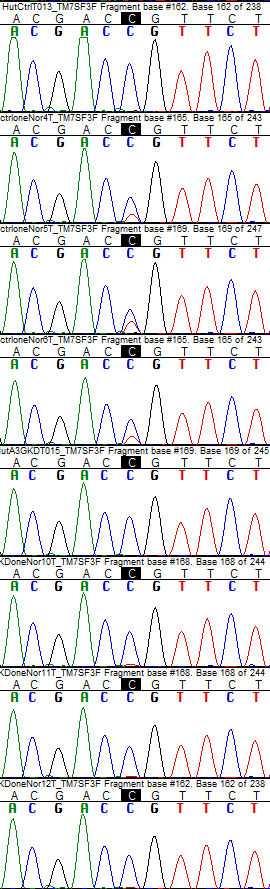 HutCtrlT013_TM7SF3F Fragment base #162. Base 162 of 238
A C G A C C G T T C T
A C G A C C G T T C T
ctrloneNor4T_TM7SF3F Fragment base #165. Base 165 of 243
A C G A C C G T T C T
A C G A C C G T T C T
ctrloneNor5T_TM7SF3F Fragment base #169. Base 169 of 247
A C G A C C G T T C T
A C G A C C G T T C T
ctrloneNor6T_TM7SF3F Fragment base #165. Base 165 of 243
A C G A C C G T T C T
A C G A C C G T T C T
HutA3GKDT015_TM7SF3F Fragment base #169. Base 169 of 245
A C G A C C G T T C T
A C G A C C G T T C T
KDoneNor10T_TM7SF3F Fragment base #168. Base 168 of 244
A C G A C C G T T C T
A C G A C C G T T C T
KDoneNor11T_TM7SF3F Fragment base #168. Base 168 of 244
A C G A C C G T T C T
A C G A C C G T T C T
KDoneNor12T_TM7SF3F Fragment base #162. Base 162 of 238
A C G A C C G T T C T
A C G A C C G T T C T